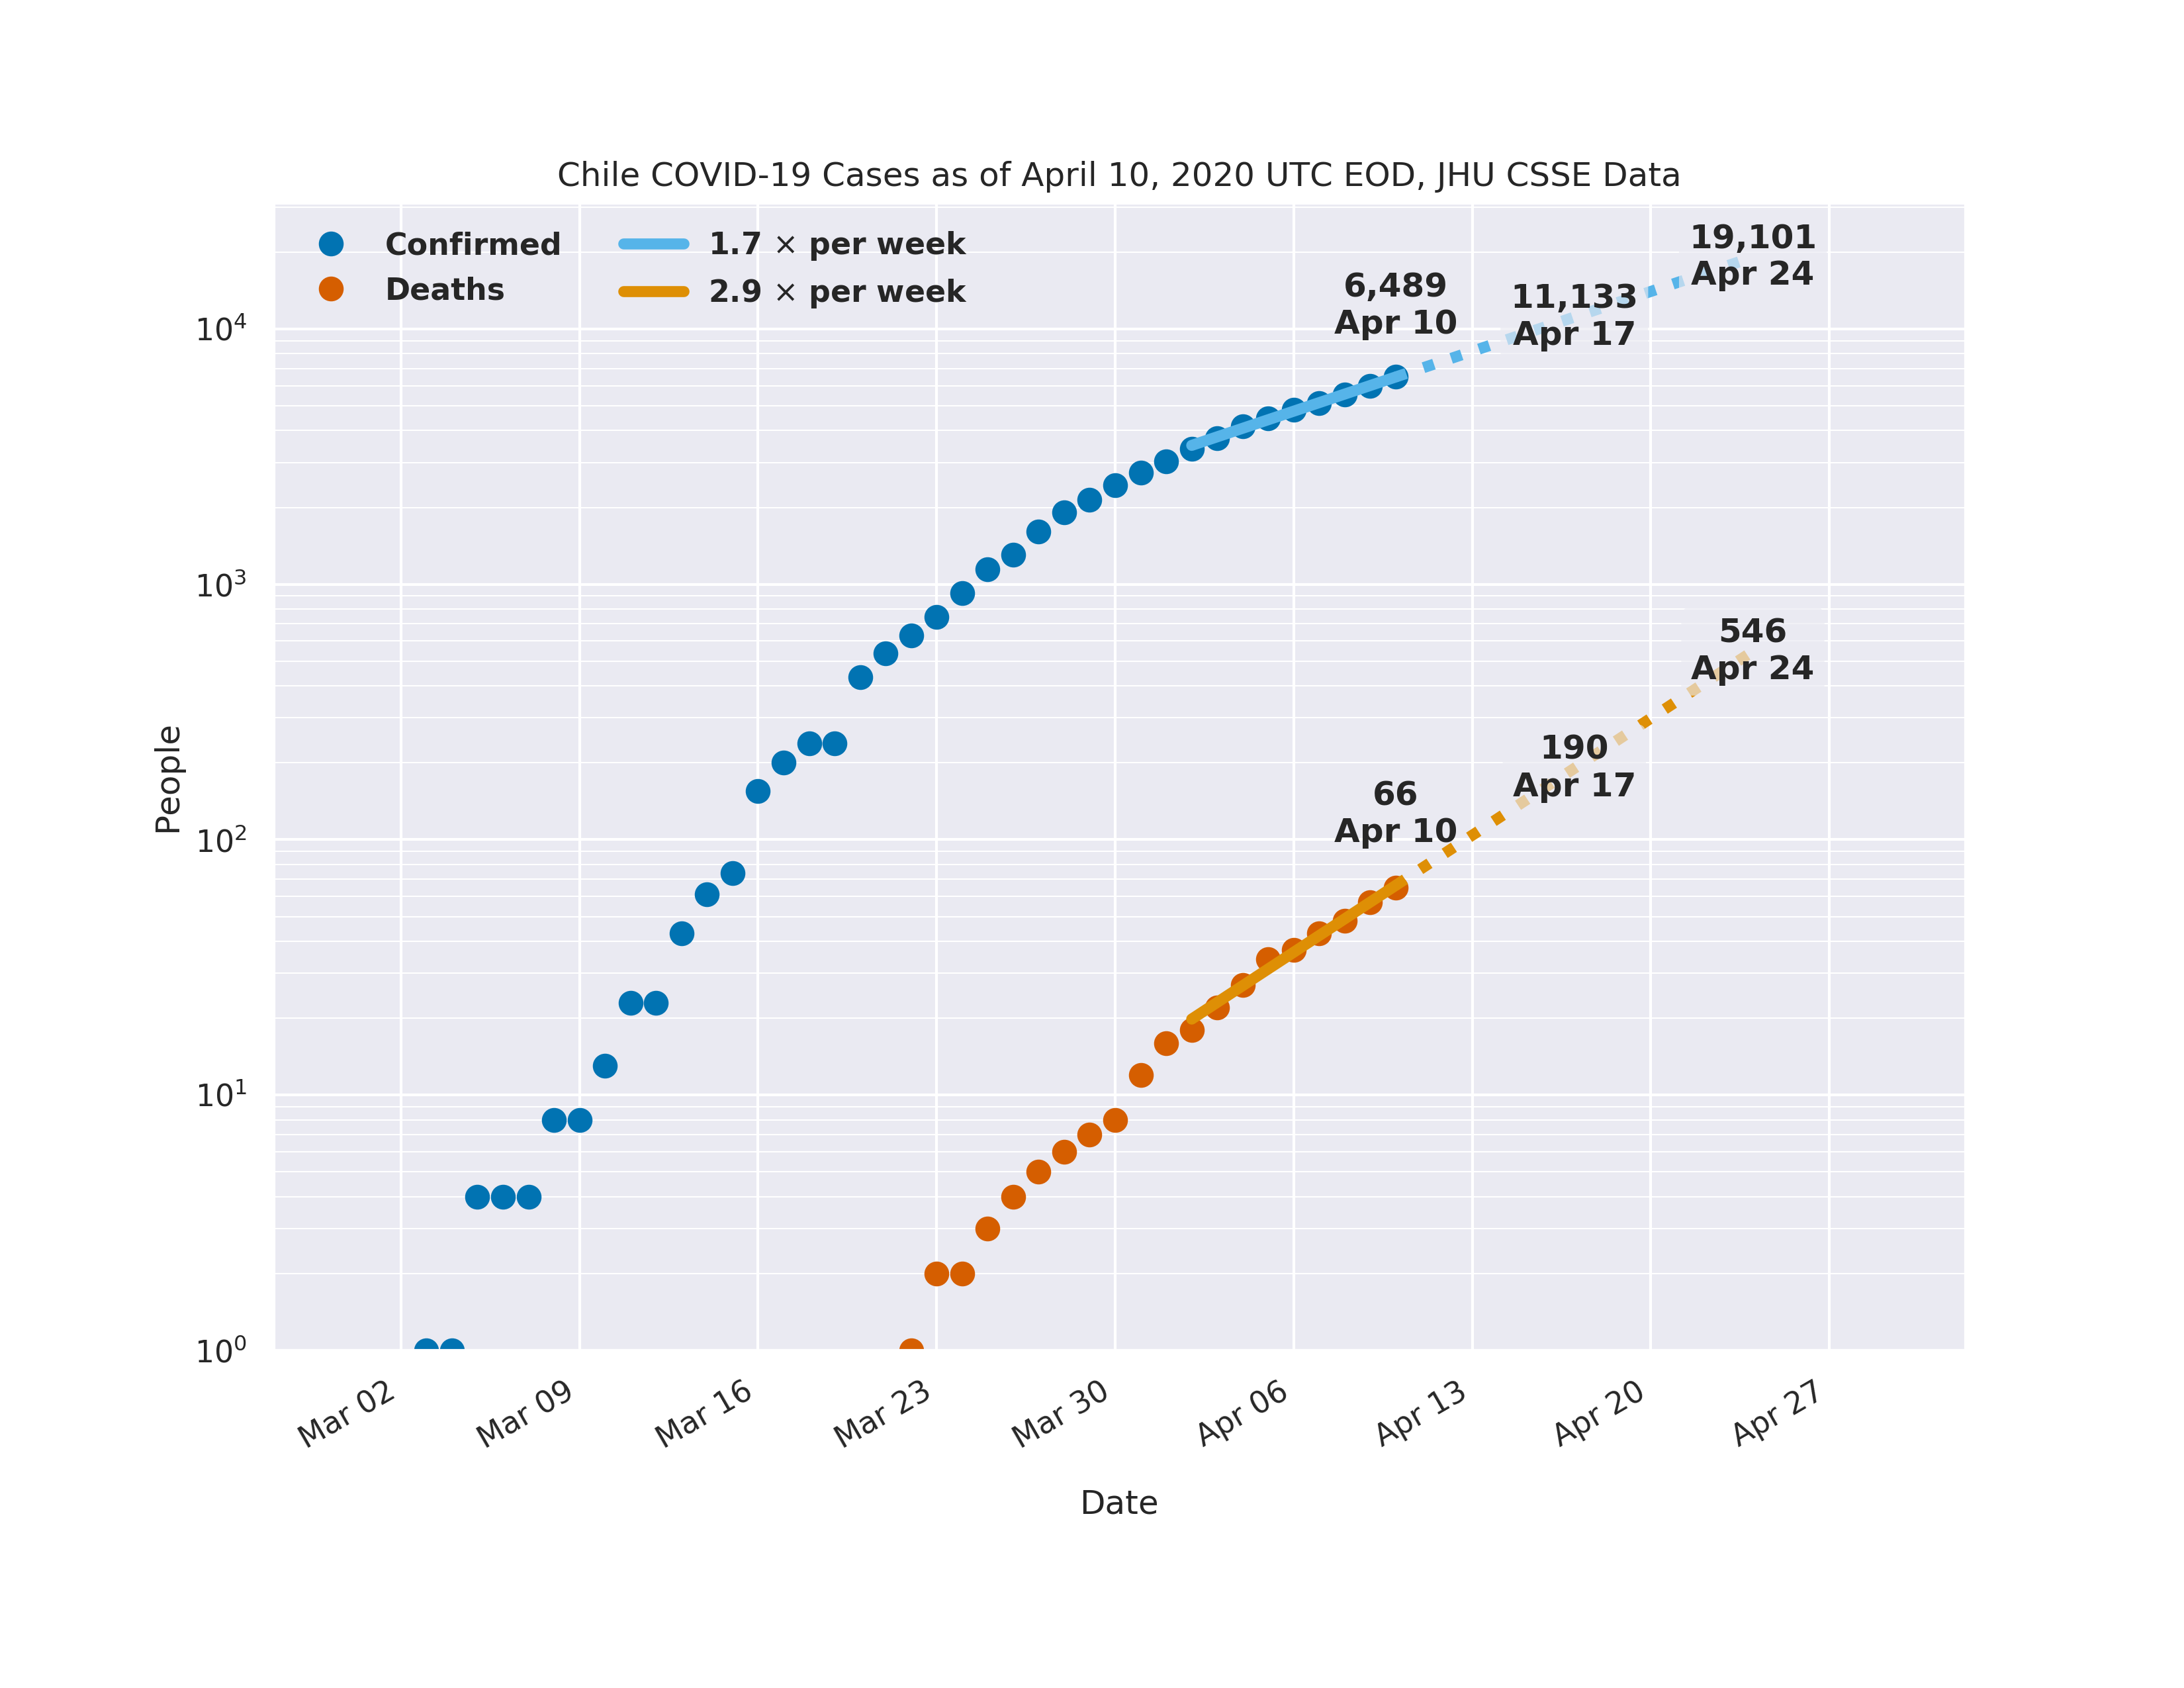 Chile COVID-19 Cases as of April 10, 2020 UTC EOD, JHU CSSE Data
Confirmed
Deaths
1.7 × per week
2.9 × per week
19,101
Apr 24
6,489
Apr 10
11,133
Apr 17
546
Apr 24
190
Apr 17
66
Apr 10
People
10⁴
10³
10²
10¹
10⁰
Mar 02
Mar 09
Mar 16
Mar 23
Mar 30
Apr 06
Apr 13
Apr 20
Apr 27
Date